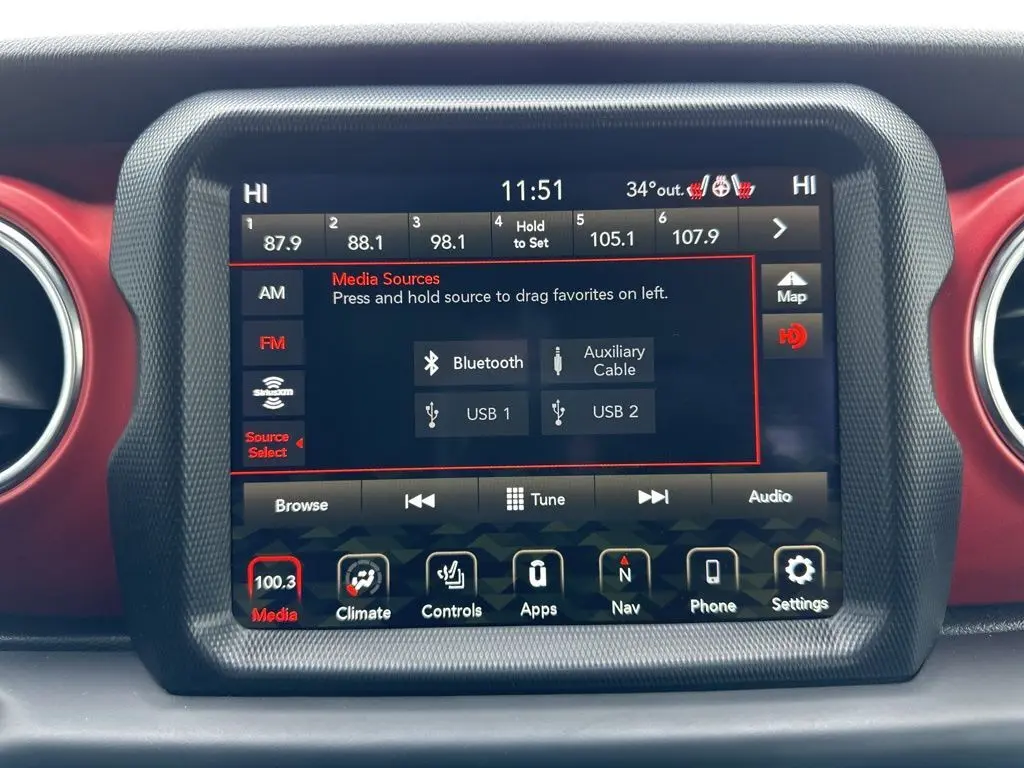 HI 11:51 34°out. HI
1 87.9 2 88.1 3 98.1 4 Hold to Set 5 105.1 6 107.9
AM
FM
SiriusXM
Source
Select
Media Sources
Press and hold source to drag favorites on left.
Bluetooth
Auxiliary
Cable
USB 1
USB 2
Map
HD
Browse Tune Audio
100.3 N
Media Climate Controls Apps Nav Phone Settings